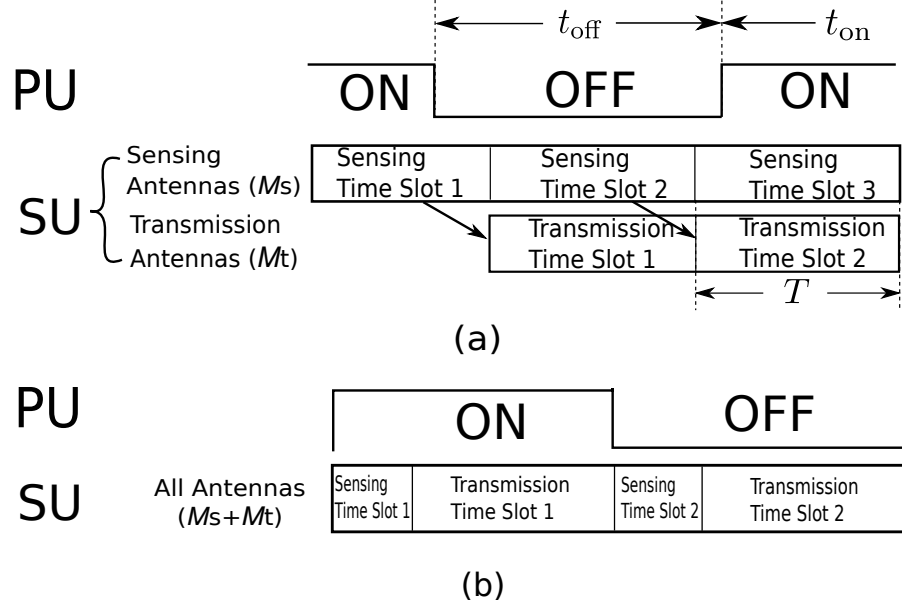 t_off
t_on
PU
ON
OFF
ON
SU
Sensing
Antennas (Ms)
Transmission
Antennas (Mt)
Sensing
Time Slot 1
Sensing
Time Slot 2
Sensing
Time Slot 3
Transmission
Time Slot 1
Transmission
Time Slot 2
T
(a)
PU
ON
OFF
SU
All Antennas
(Ms+Mt)
Sensing
Time Slot 1
Transmission
Time Slot 1
Sensing
Time Slot 2
Transmission
Time Slot 2
(b)